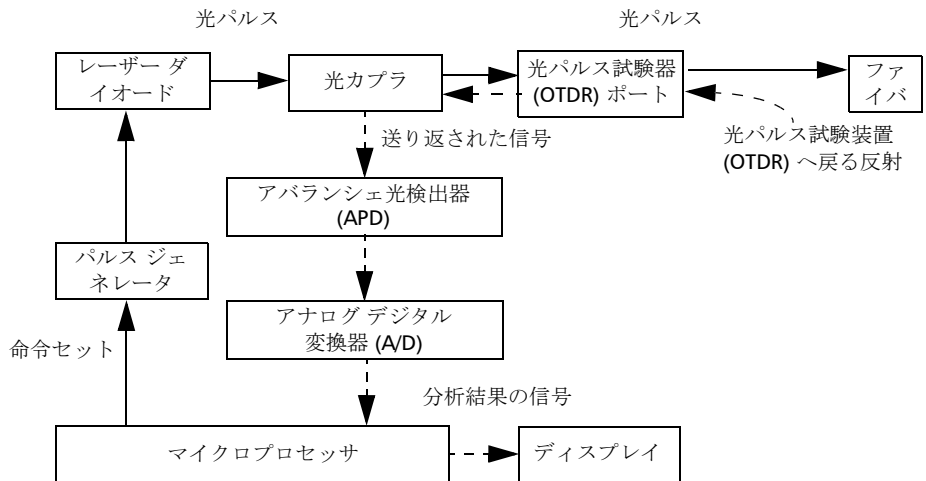 光パルス
光パルス
レーザー ダ
イオード
光カプラ
光パルス試験器
(OTDR) ポート
ファ
イバ
送り返された信号
光パルス試験装置
(OTDR) へ戻る反射
アバランシェ光検出器
(APD)
パルス ジェ
ネレータ
アナログ デジタル
変換器 (A/D)
命令セット
分析結果の信号
マイクロプロセッサ
ディスプレイ